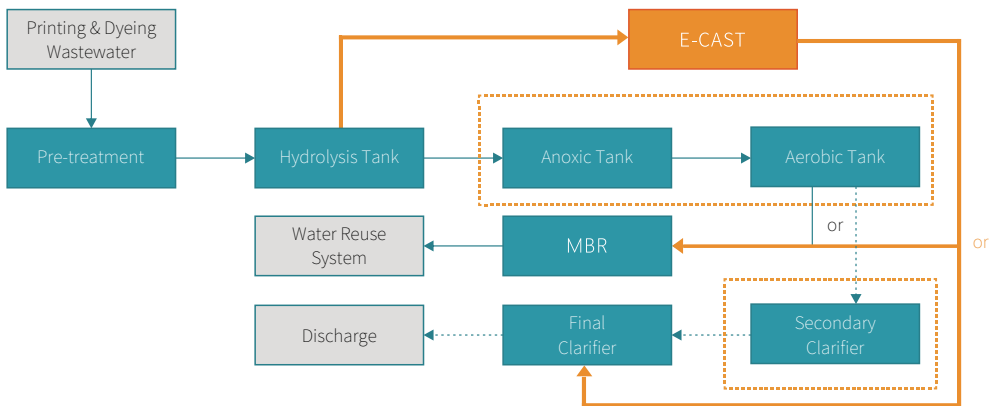 Printing & Dyeing
Wastewater
E-CAST
Pre-treatment
Hydrolysis Tank
Anoxic Tank
Aerobic Tank
Water Reuse
System
MBR
or
or
Discharge
Final
Clarifier
Secondary
Clarifier